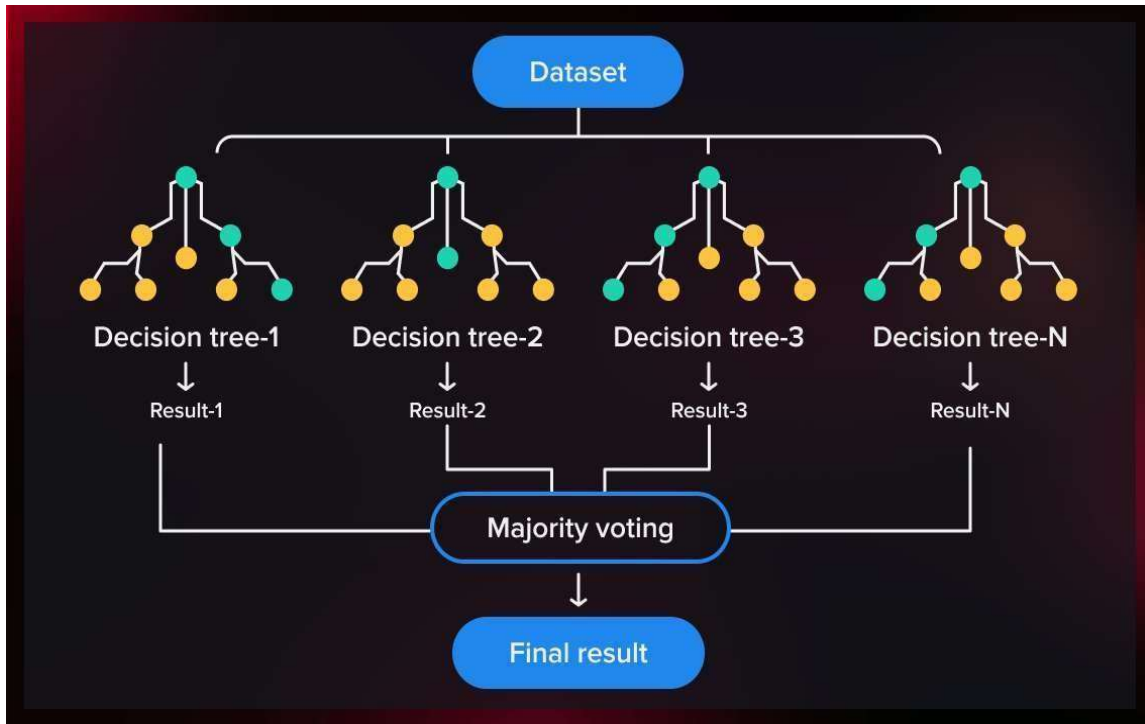 Dataset
Decision tree-1
Decision tree-2
Decision tree-3
Decision tree-N
Result-1
Result-2
Result-3
Result-N
Majority voting
Final result